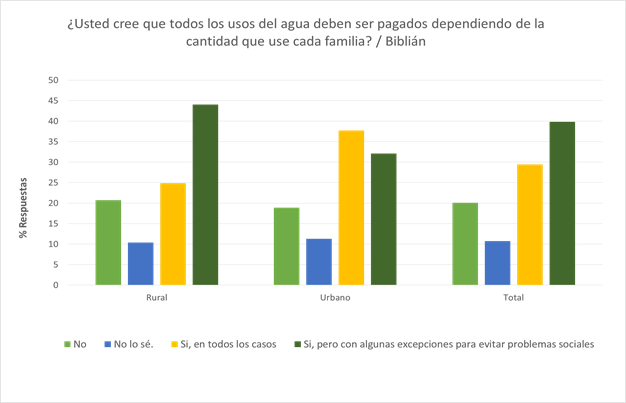 ¿Usted cree que todos los usos del agua deben ser pagados dependiendo de la
cantidad que use cada familia? / Biblián
% Respuestas
50
45
40
35
30
25
20
15
10
5
0
Rural
Urbano
Total
No
No lo sé.
Si, en todos los casos
Si, pero con algunas excepciones para evitar problemas sociales